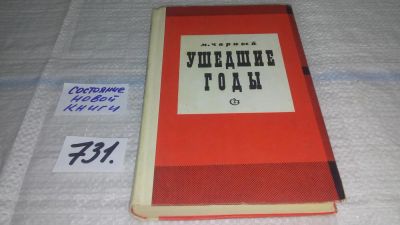 м. чарный
УШЕДШИЕ
ГОДЫ
СОСТОЯНИЕ
НОВОЙ
КНИГИ
731.